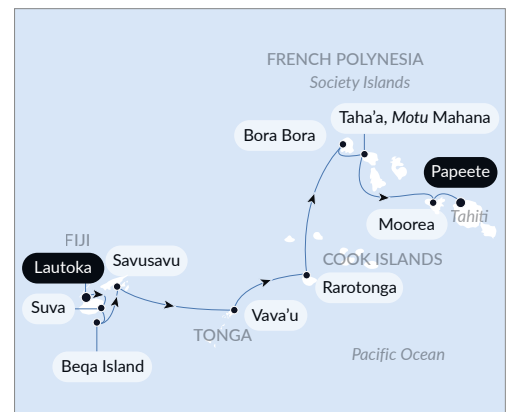 FRENCH POLYNESIA
Society Islands
Taha'a, Motu Mahana
Bora Bora
Papeete
Moorea
Tahiti
FIJI
Savusavu
Lautoka
COOK ISLANDS
Rarotonga
Suva
Vava'u
TONGA
Beqa Island
Pacific Ocean